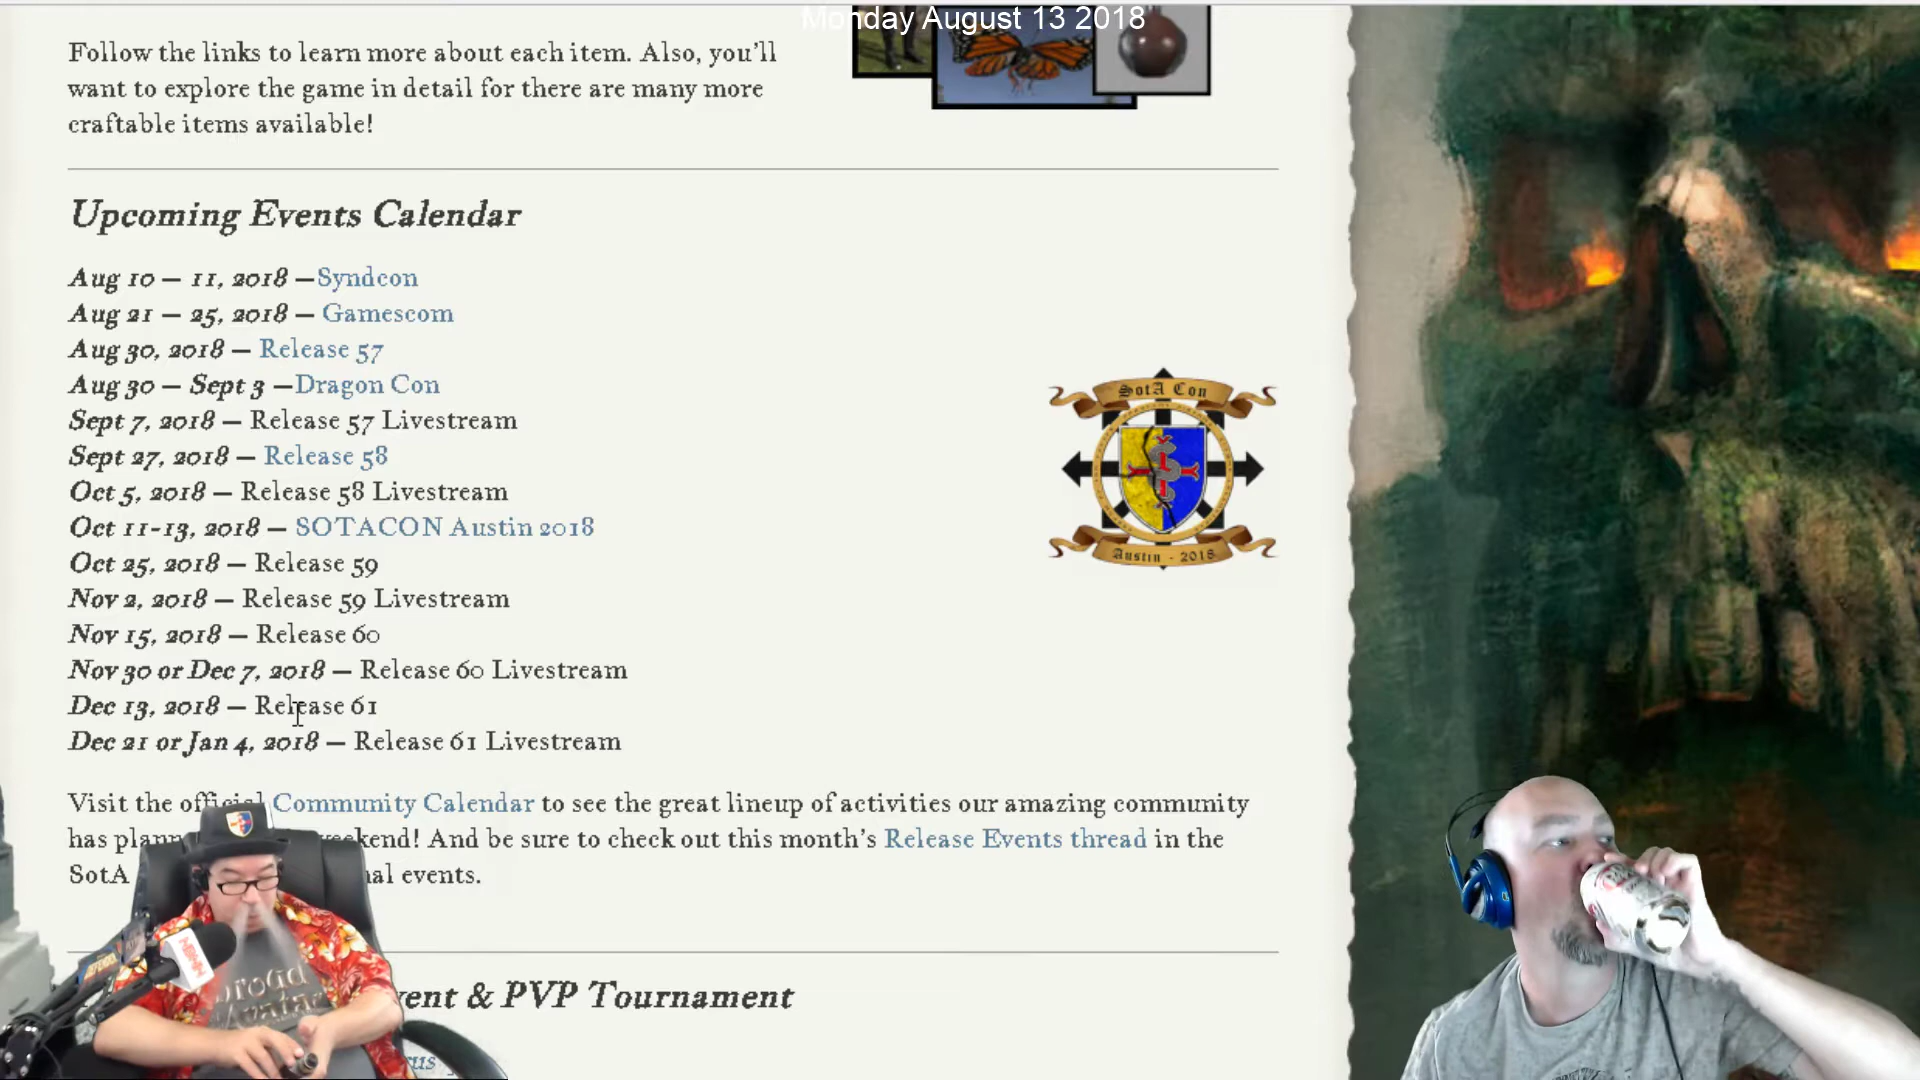 Monday August 13 2018
Follow the links to learn more about each item. Also, you'll
want to explore the game in detail for there are many more
craftable items available!
Upcoming Events Calendar
Aug 10 – 11, 2018 –Syndcon
Aug 21 – 25, 2018 – Gamescom
Aug 30, 2018 – Release 57
Aug 30 – Sept 3 –Dragon Con
Sept 7, 2018 – Release 57 Livestream
Sept 27, 2018 – Release 58
Oct 5, 2018 – Release 58 Livestream
Oct 11-13, 2018 – SOTACON Austin 2018
Oct 25, 2018 – Release 59
Nov 2, 2018 – Release 59 Livestream
Nov 15, 2018 – Release 60
Nov 30 or Dec 7, 2018 – Release 60 Livestream
Dec 13, 2018 – Release 61
Dec 21 or Jan 4, 2018 – Release 61 Livestream
SotA Con
Austin - 2018
Visit the official Community Calendar to see the great lineup of activities our amazing community
has weekend! And be sure to check out this month's Release Events thread in the
SotA events.
& PVP Tournament